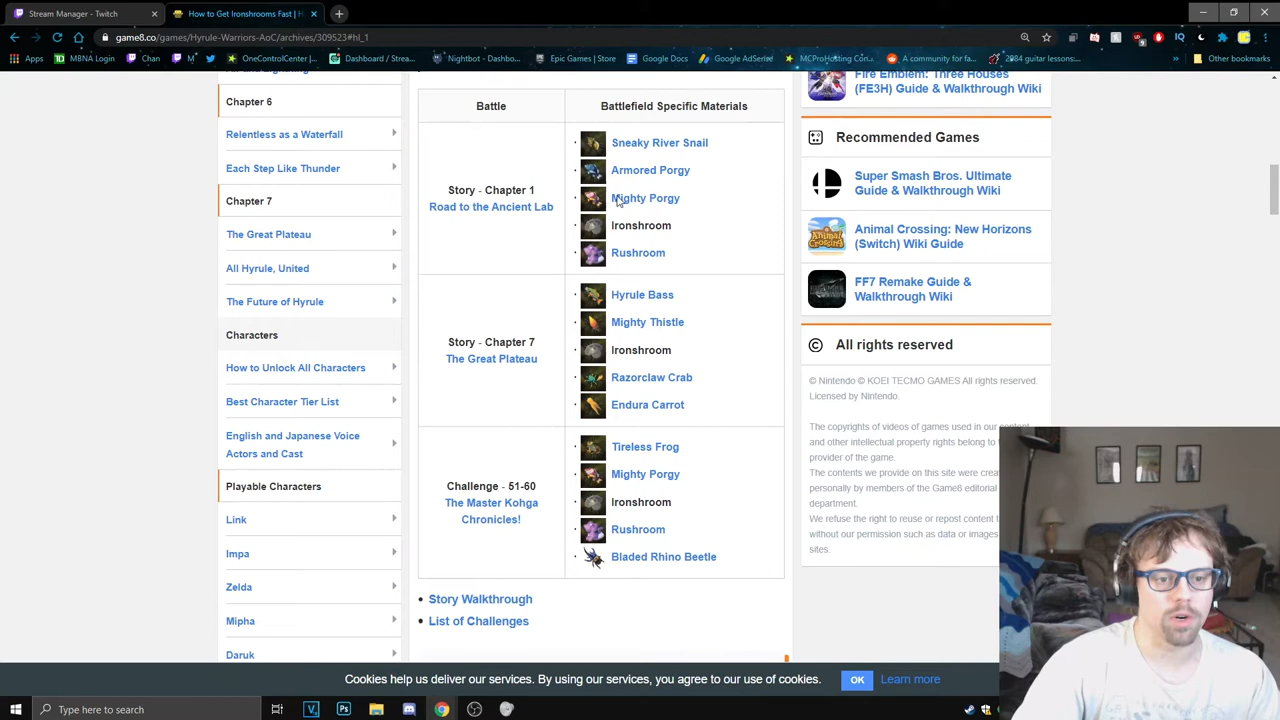 Stream Manager - Twitch
How to Get Ironshrooms Fast | H
game8.co/games/Hyrule-Warriors-AoC/archives/309523#hl_1
Apps
MBNA Login
Chan
M
OneControlCenter |...
Dashboard / Strea...
Nightbot - Dashbo...
Epic Games | Store
Google Docs
Google AdSense
MCProHosting Con...
A community for fa...
2084 guitar lessons:...
»
Other bookmarks
Chapter 6
Relentless as a Waterfall
Each Step Like Thunder
Chapter 7
The Great Plateau
All Hyrule, United
The Future of Hyrule
Characters
How to Unlock All Characters
Best Character Tier List
English and Japanese Voice
Actors and Cast
Playable Characters
Link
Impa
Zelda
Mipha
Daruk
Battle
Battlefield Specific Materials
Story - Chapter 1
Road to the Ancient Lab
Sneaky River Snail
Armored Porgy
Mighty Porgy
Ironshroom
Rushroom
Story - Chapter 7
The Great Plateau
Hyrule Bass
Mighty Thistle
Ironshroom
Razorclaw Crab
Endura Carrot
Challenge - 51-60
The Master Kohga
Chronicles!
Tireless Frog
Mighty Porgy
Ironshroom
Rushroom
Bladed Rhino Beetle
• Story Walkthrough
• List of Challenges
Fire Emblem: Three Houses
(FE3H) Guide & Walkthrough Wiki
Recommended Games
Super Smash Bros. Ultimate
Guide & Walkthrough Wiki
Animal Crossing: New Horizons
(Switch) Wiki Guide
FF7 Remake Guide &
Walkthrough Wiki
All rights reserved
© Nintendo © KOEI TECMO GAMES All rights reserved.
Licensed by Nintendo.
The copyrights of videos of games used in our content
and other intellectual property rights belong to
provider of the game.
The contents we provide on this site were
personally by members of the Game8 editorial
department.
We refuse the right to reuse or repost content
without our permission such as data or images
sites.
Cookies help us deliver our services. By using our services, you agree to our use of cookies.
OK
Learn more
Type here to search